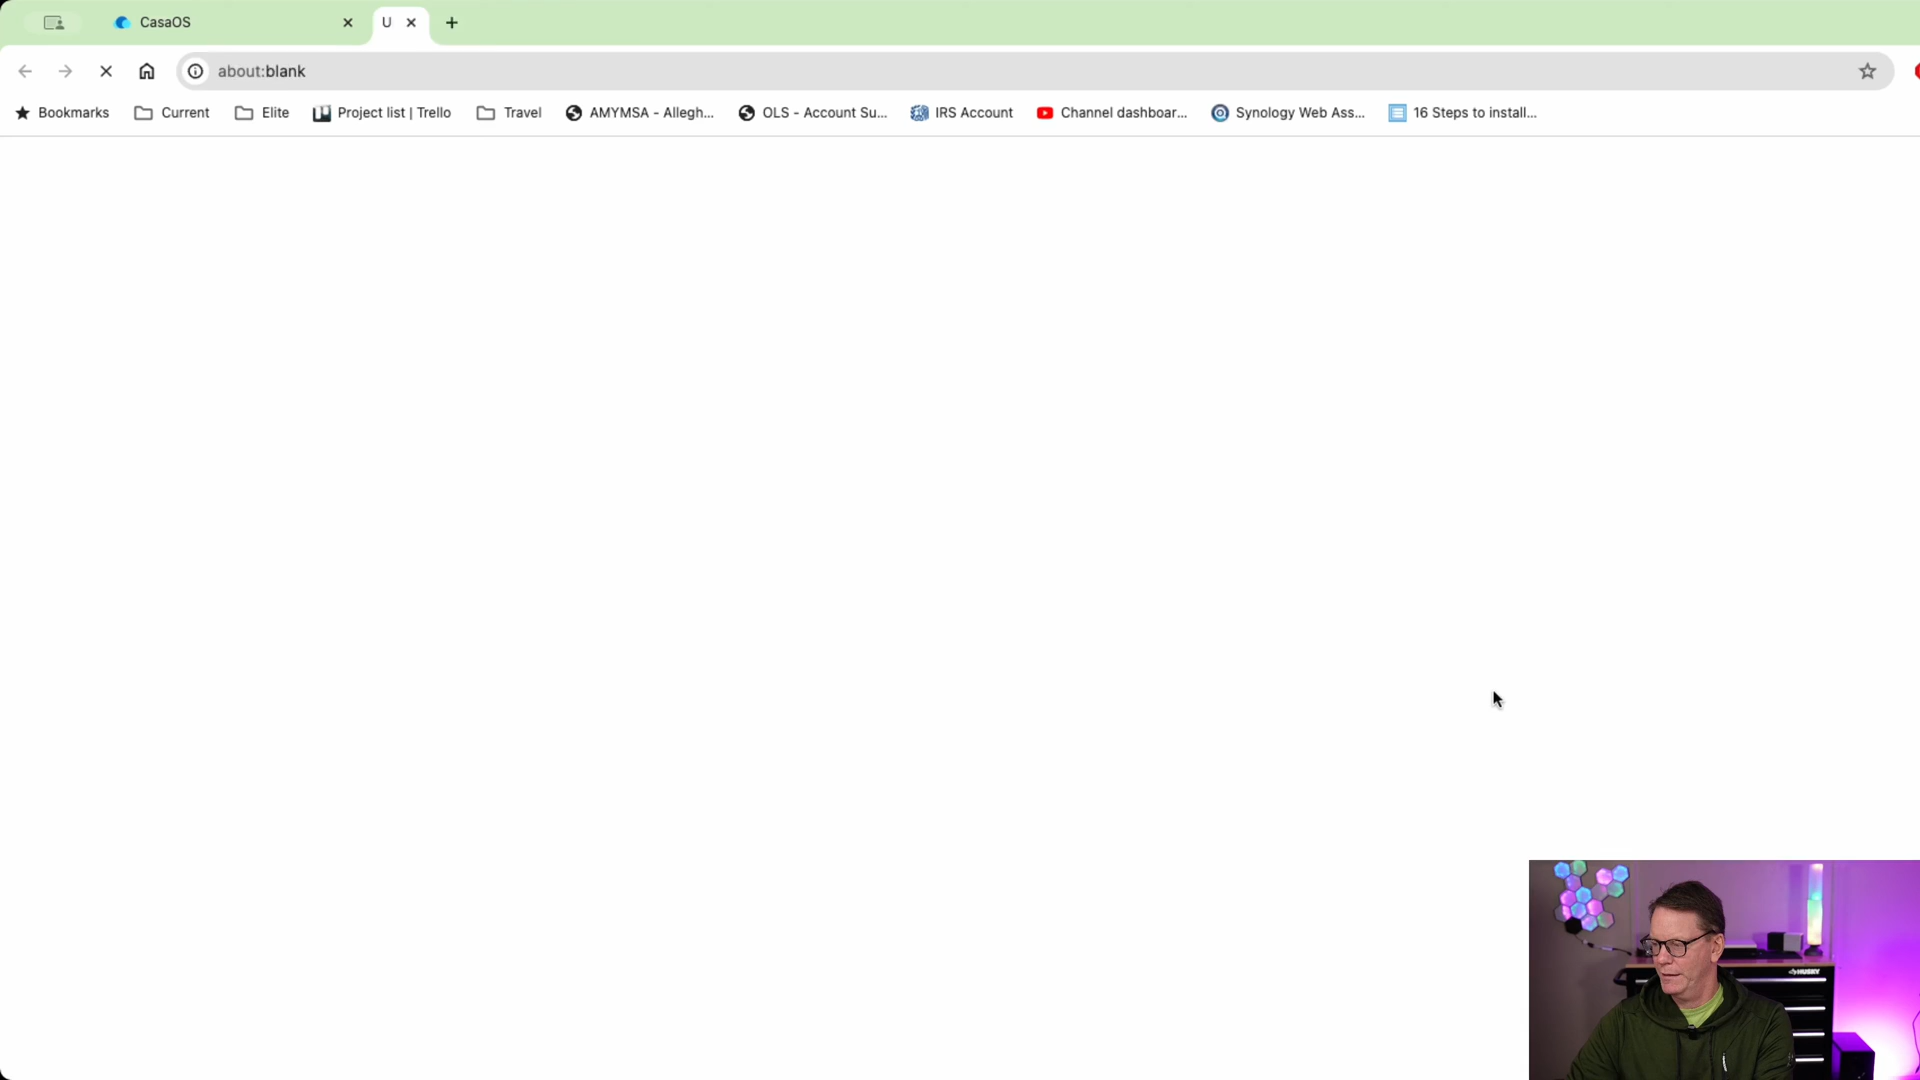 CasaOS
U
about:blank
Bookmarks Current Elite Project list | Trello Travel AMYMSA - Allegh... OLS - Account Su... IRS Account Channel dashboar... Synology Web Ass... 16 Steps to install...
HUSKY